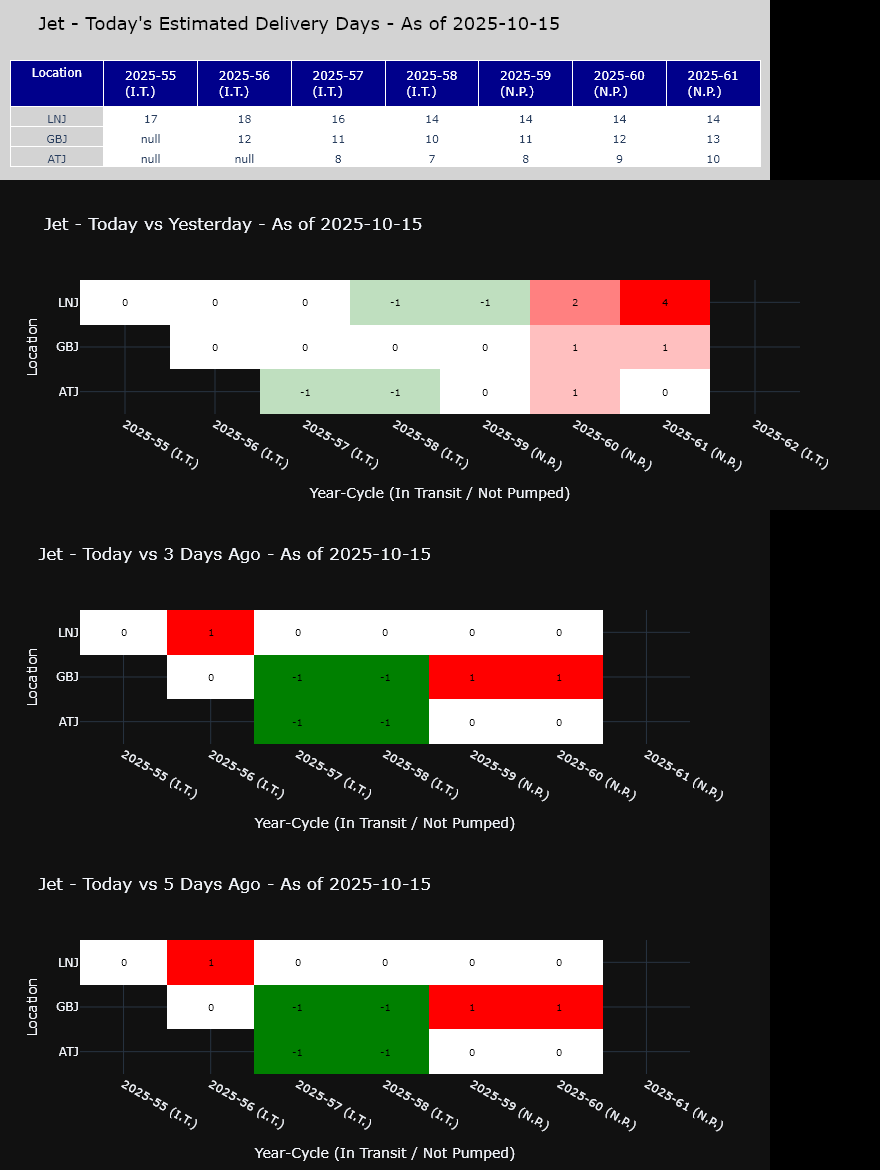 Jet - Today's Estimated Delivery Days - As of 2025-10-15
Location 2025-55 (I.T.) 2025-56 (I.T.) 2025-57 (I.T.) 2025-58 (I.T.) 2025-59 (N.P.) 2025-60 (N.P.) 2025-61 (N.P.)
LNJ 17 18 16 14 14 14 14
GBJ null 12 11 10 11 12 13
ATJ null null 8 7 8 9 10
Jet - Today vs Yesterday - As of 2025-10-15
Location
LNJ 0 0 0 -1 -1 2 4
GBJ 0 0 0 0 1 1
ATJ -1 -1 0 1 0
2025-55 (I.T.) 2025-56 (I.T.) 2025-57 (I.T.) 2025-58 (I.T.) 2025-59 (N.P.) 2025-60 (N.P.) 2025-61 (N.P.) 2025-62 (I.T.)
Year-Cycle (In Transit / Not Pumped)
Jet - Today vs 3 Days Ago - As of 2025-10-15
Location
LNJ 0 1 0 0 0 0
GBJ 0 -1 -1 1 1
ATJ -1 -1 0 0
2025-55 (I.T.) 2025-56 (I.T.) 2025-57 (I.T.) 2025-58 (I.T.) 2025-59 (N.P.) 2025-60 (N.P.) 2025-61 (N.P.)
Year-Cycle (In Transit / Not Pumped)
Jet - Today vs 5 Days Ago - As of 2025-10-15
Location
LNJ 0 1 0 0 0 0
GBJ 0 -1 -1 1 1
ATJ -1 -1 0 0
2025-55 (I.T.) 2025-56 (I.T.) 2025-57 (I.T.) 2025-58 (I.T.) 2025-59 (N.P.) 2025-60 (N.P.) 2025-61 (N.P.)
Year-Cycle (In Transit / Not Pumped)